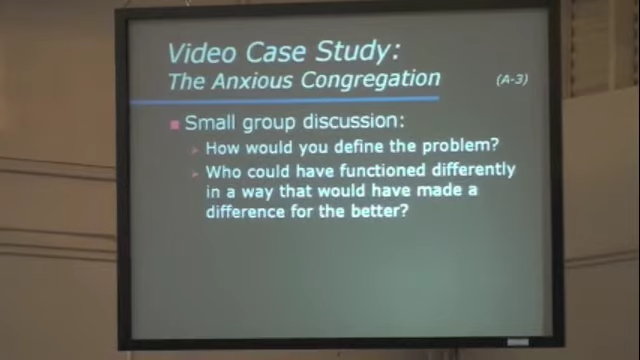 Video Case Study:
The Anxious Congregation (A-3)
Small group discussion:
How would you define the problem?
Who could have functioned differently
in a way that would have made a
difference for the better?